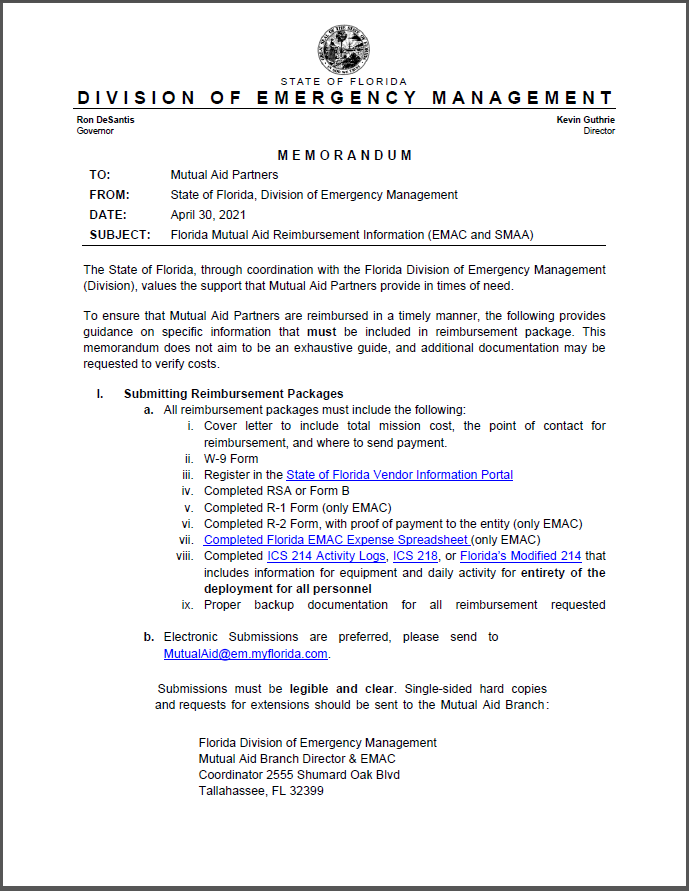 STATE OF FLORIDA
DIVISION OF EMERGENCY MANAGEMENT
Ron DeSantis
Governor
Kevin Guthrie
Director
MEMORANDUM
TO: Mutual Aid Partners
FROM: State of Florida, Division of Emergency Management
DATE: April 30, 2021
SUBJECT: Florida Mutual Aid Reimbursement Information (EMAC and SMAA)
The State of Florida, through coordination with the Florida Division of Emergency Management
(Division), values the support that Mutual Aid Partners provide in times of need.
To ensure that Mutual Aid Partners are reimbursed in a timely manner, the following provides
guidance on specific information that must be included in reimbursement package. This
memorandum does not aim to be an exhaustive guide, and additional documentation may be
requested to verify costs.
I. Submitting Reimbursement Packages
a. All reimbursement packages must include the following:
i. Cover letter to include total mission cost, the point of contact for
reimbursement, and where to send payment.
ii. W-9 Form
iii. Register in the State of Florida Vendor Information Portal
iv. Completed RSA or Form B
v. Completed R-1 Form (only EMAC)
vi. Completed R-2 Form, with proof of payment to the entity (only EMAC)
vii. Completed Florida EMAC Expense Spreadsheet (only EMAC)
viii. Completed ICS 214 Activity Logs, ICS 218, or Florida's Modified 214 that
includes information for equipment and daily activity for entirety of the
deployment for all personnel
ix. Proper backup documentation for all reimbursement requested
b. Electronic Submissions are preferred, please send to
MutualAid@em.myflorida.com.
Submissions must be legible and clear. Single-sided hard copies
and requests for extensions should be sent to the Mutual Aid Branch:
Florida Division of Emergency Management
Mutual Aid Branch Director & EMAC
Coordinator 2555 Shumard Oak Blvd
Tallahassee, FL 32399